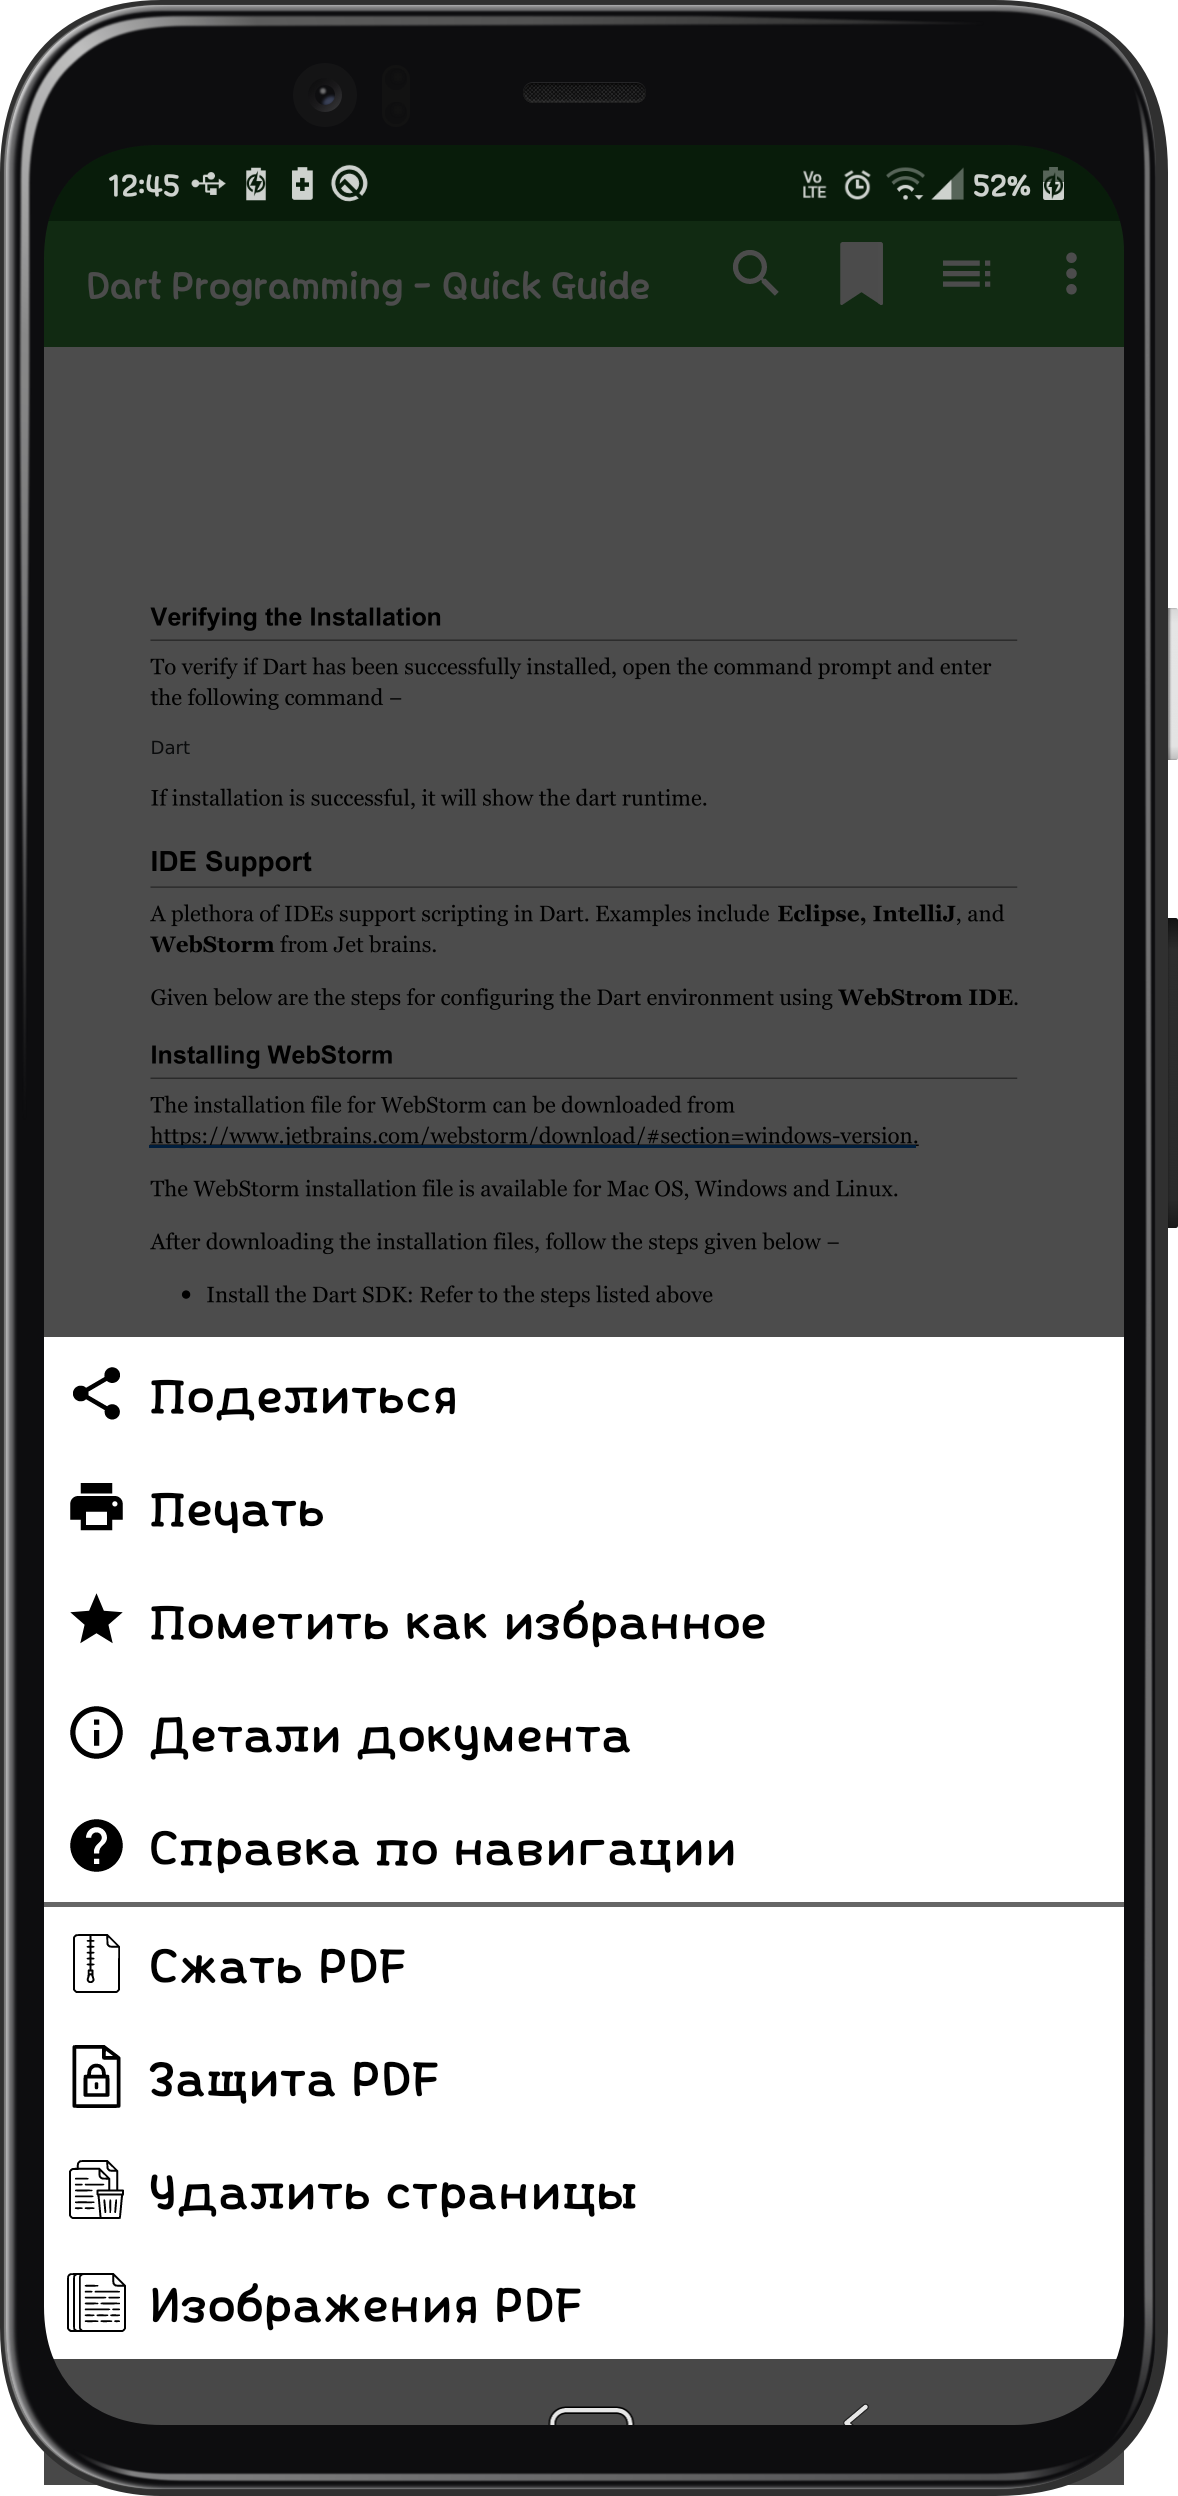 12:45 Vo LTE 52%
Dart Programming - Quick Guide
Verifying the Installation
To verify if Dart has been successfully installed, open the command prompt and enter
the following command –
Dart
If installation is successful, it will show the dart runtime.
IDE Support
A plethora of IDEs support scripting in Dart. Examples include Eclipse, IntelliJ, and
WebStorm from Jet brains.
Given below are the steps for configuring the Dart environment using WebStrom IDE.
Installing WebStorm
The installation file for WebStorm can be downloaded from
https://www.jetbrains.com/webstorm/download/#section=windows-version.
The WebStorm installation file is available for Mac OS, Windows and Linux.
After downloading the installation files, follow the steps given below –
• Install the Dart SDK: Refer to the steps listed above
Поделиться
Печать
Пометить как избранное
Детали документа
Справка по навигации
Сжать PDF
Защита PDF
Удалить страницы
Изображения PDF